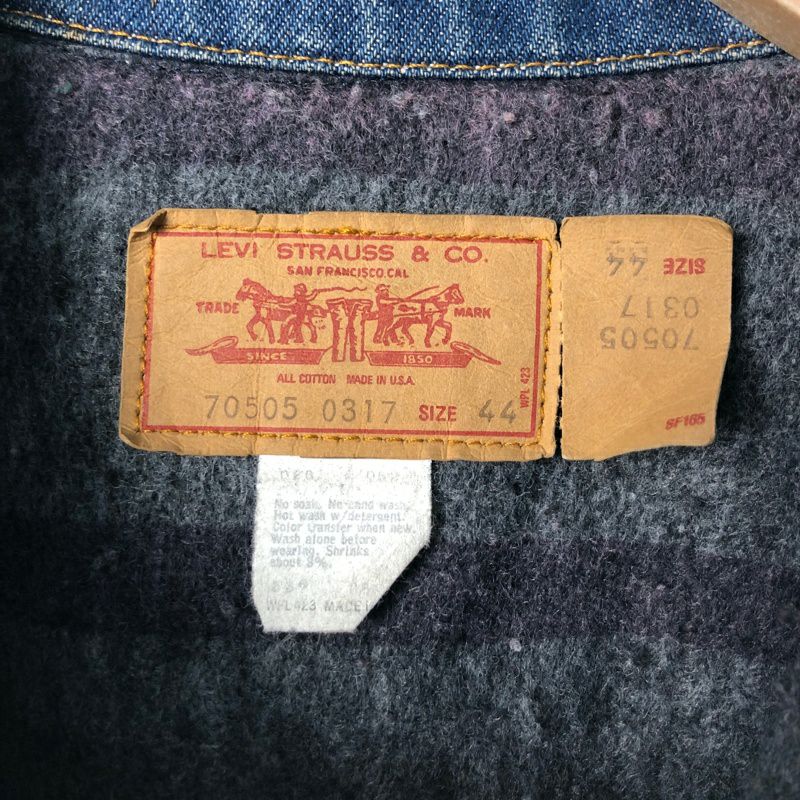 LEVI STRAUSS & CO.
SAN FRANCISCO, CAL
TRADE MARK
SINCE 1850
ALL COTTON MADE IN U.S.A.
WPL 423
70505 0317 SIZE 44
SIZE 44
70505 0317
SF165
No soak. No hand wash.
Hot wash w/detergent.
Color transfer when new.
Wash alone before
wearing. Shrinks
about 8%.
WPL423 MADE